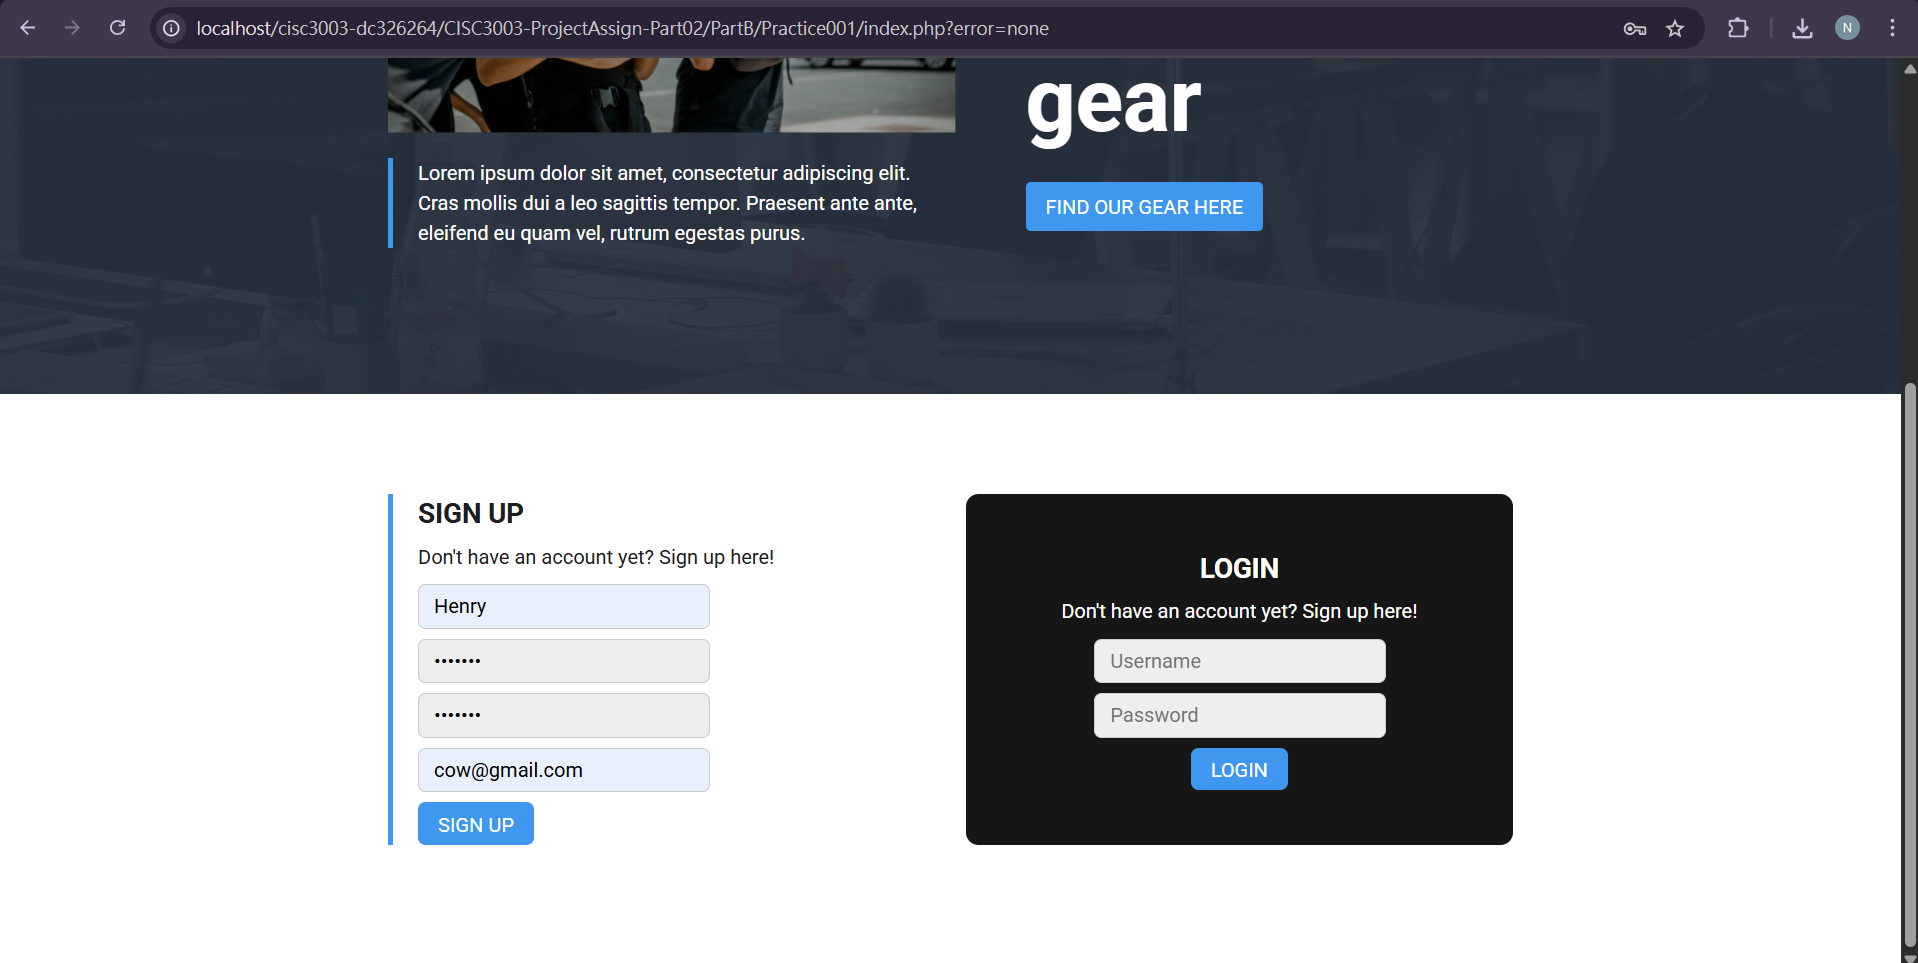 localhost/cisc3003-dc326264/CISC3003-ProjectAssign-Part02/PartB/Practice001/index.php?error=none
N
gear
Lorem ipsum dolor sit amet, consectetur adipiscing elit.
Cras mollis dui a leo sagittis tempor. Praesent ante ante,
eleifend eu quam vel, rutrum egestas purus.
FIND OUR GEAR HERE
SIGN UP
Don't have an account yet? Sign up here!
Henry
•••••••
•••••••
cow@gmail.com
SIGN UP
LOGIN
Don't have an account yet? Sign up here!
Username
Password
LOGIN